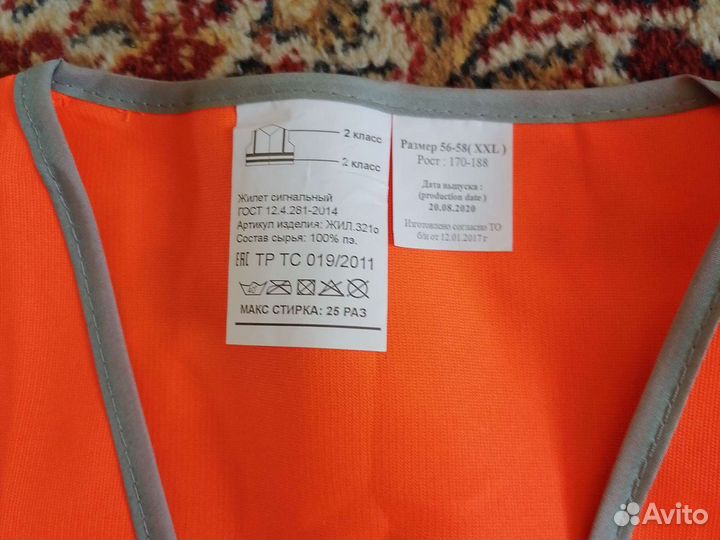 2 класс
2 класс
Жилет сигнальный
ГОСТ 12.4.281-2014
Артикул изделия: ЖИЛ.321о
Состав сырья: 100% пэ.
ЕАС ТР ТС 019/2011
40
МАКС СТИРКА: 25 РАЗ
Размер 56-58( XXL )
Рост : 170-188
Дата выпуска :
(production date )
20.08.2020
Изготовлено согласно ТО
б/н от 12.01.2017 г
Avito